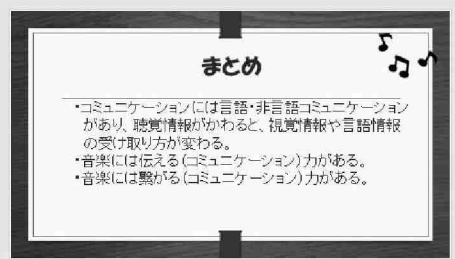 まとめ
・コミュニケーションには言語・非言語コミュニケーション
があり、聴覚情報がかわると、視覚情報や言語情報
の受け取り方が変わる。
・音楽には伝える(コミュニケーション)力がある。
・音楽には繋がる(コミュニケーション)力がある。